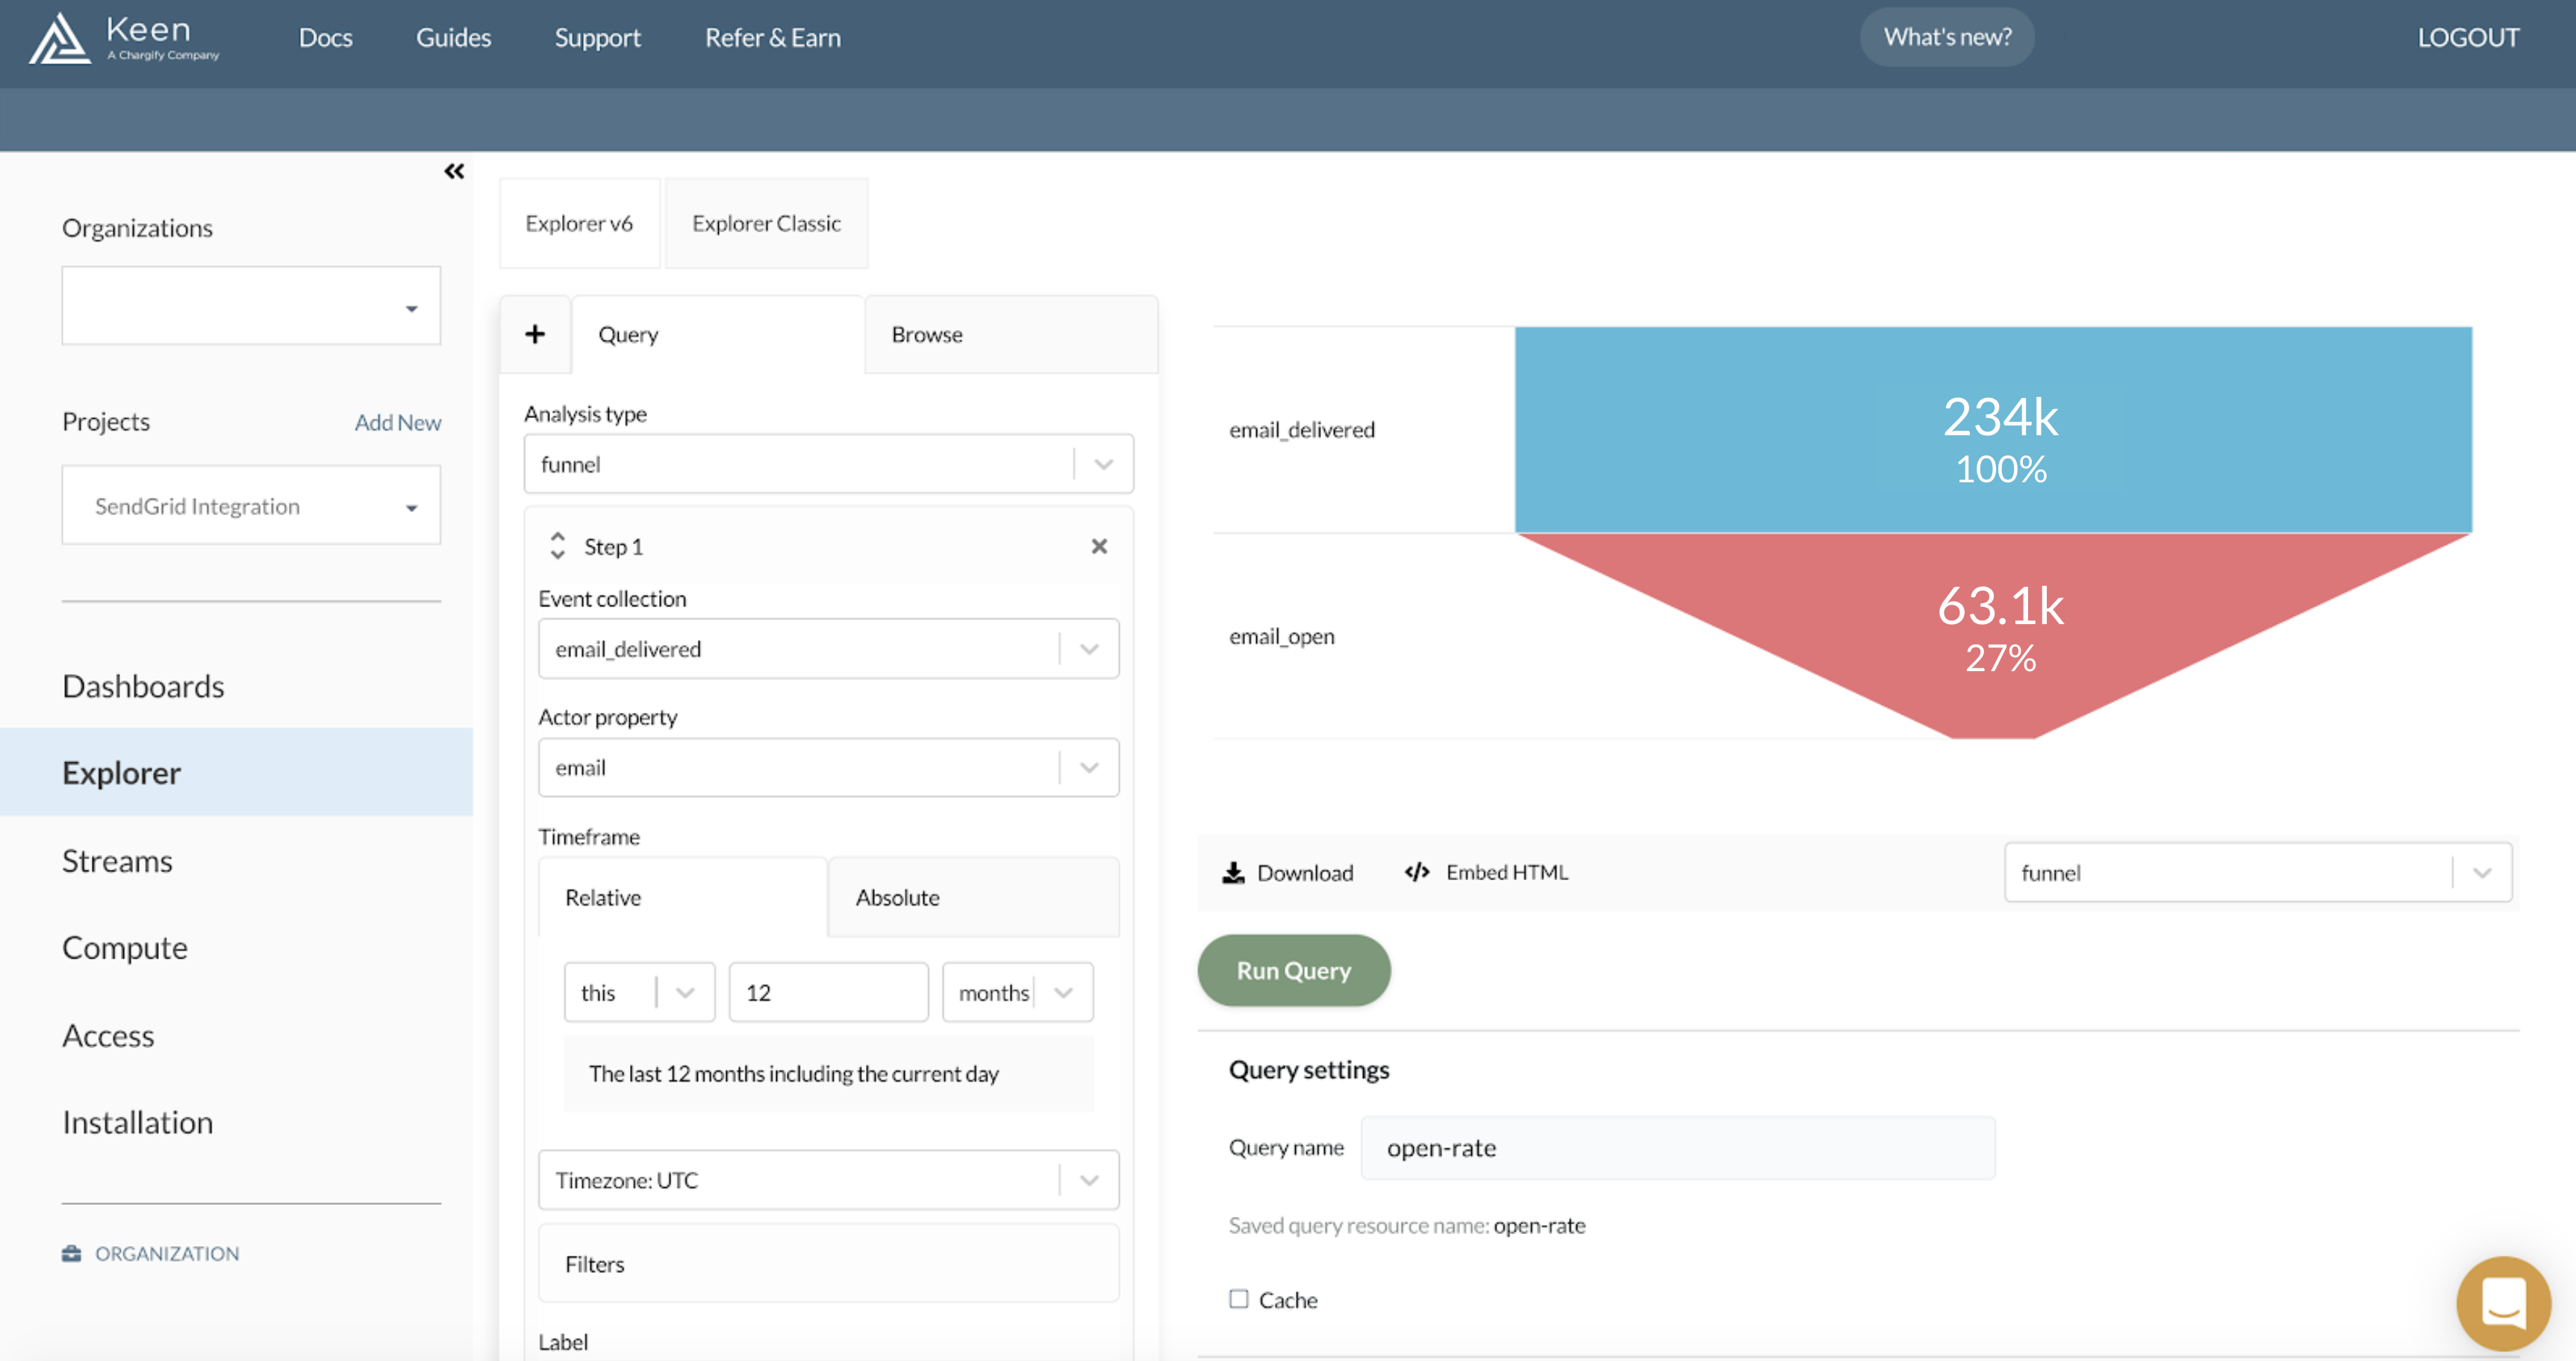 Keen
A Chargify Company
Docs
Guides
Support
Refer & Earn
What's new?
LOGOUT
Organizations
Projects
Add New
SendGrid Integration
Dashboards
Explorer
Streams
Compute
Access
Installation
ORGANIZATION
Explorer v6
Explorer Classic
Query
Browse
Analysis type
funnel
Step 1
Event collection
email_delivered
Actor property
email
Timeframe
Relative
Absolute
this
12
months
The last 12 months including the current day
Timezone: UTC
Filters
Label
email_delivered
234k
100%
email_open
63.1k
27%
Download
Embed HTML
funnel
Run Query
Query settings
Query name
open-rate
Saved query resource name: open-rate
Cache